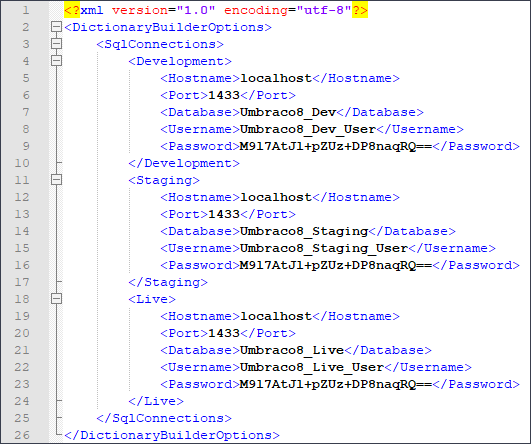 1 <?xml version="1.0" encoding="utf-8"?>
2 <DictionaryBuilderOptions>
3 <SqlConnections>
4 <Development>
5 <Hostname>localhost</Hostname>
6 <Port>1433</Port>
7 <Database>Umbraco8_Dev</Database>
8 <Username>Umbraco8_Dev_User</Username>
9 <Password>M9l7AtJl+pZUz+DP8naqRQ==</Password>
10 </Development>
11 <Staging>
12 <Hostname>localhost</Hostname>
13 <Port>1433</Port>
14 <Database>Umbraco8_Staging</Database>
15 <Username>Umbraco8_Staging_User</Username>
16 <Password>M9l7AtJl+pZUz+DP8naqRQ==</Password>
17 </Staging>
18 <Live>
19 <Hostname>localhost</Hostname>
20 <Port>1433</Port>
21 <Database>Umbraco8_Live</Database>
22 <Username>Umbraco8_Live_User</Username>
23 <Password>M9l7AtJl+pZUz+DP8naqRQ==</Password>
24 </Live>
25 </SqlConnections>
26 </DictionaryBuilderOptions>